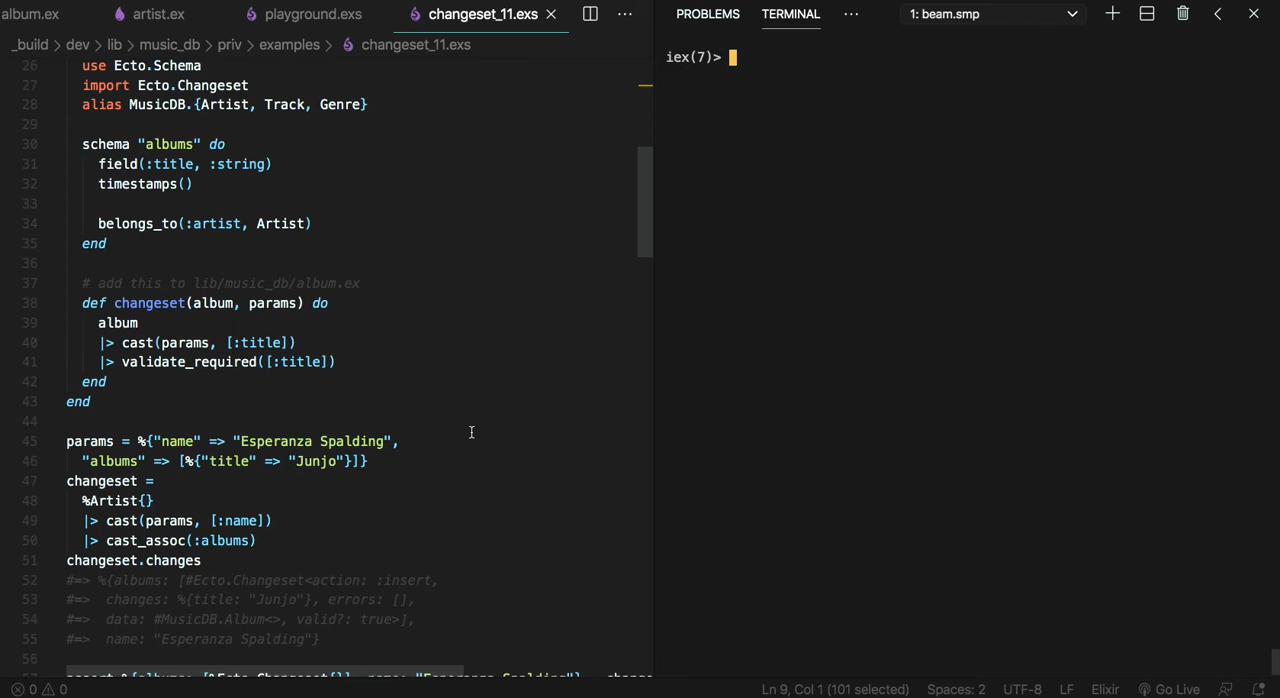 album.ex artist.ex playground.exs changeset_11.exs PROBLEMS TERMINAL ··· 1: beam.smp
_build > dev > lib > music_db > priv > examples > changeset_11.exs
iex(7)>
26 use Ecto.Schema
27 import Ecto.Changeset
28 alias MusicDB.{Artist, Track, Genre}
29
30 schema "albums" do
31 field(:title, :string)
32 timestamps()
33
34 belongs_to(:artist, Artist)
35 end
36
37 # add this to lib/music_db/album.ex
38 def changeset(album, params) do
39 album
40 |> cast(params, [:title])
41 |> validate_required([:title])
42 end
43 end
44
45 params = %{"name" => "Esperanza Spalding",
46 "albums" => [%{"title" => "Junjo"}]}
47 changeset =
48 %Artist{}
49 |> cast(params, [:name])
50 |> cast_assoc(:albums)
51 changeset.changes
52 #=> %{albums: [#Ecto.Changeset<action: :insert,
53 #=> changes: %{title: "Junjo"}, errors: [],
54 #=> data: #MusicDB.Album<>, valid?: true>],
55 #=> name: "Esperanza Spalding"}
56
0 0 Ln 9, Col 1 (101 selected) Spaces: 2 UTF-8 LF Elixir Go Live